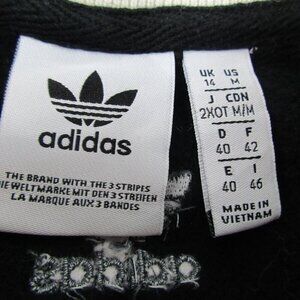 adidas
THE BRAND WITH THE 3 STRIPES
DIE WELTMARKE MIT DEN 3 STREIFEN
LA MARQUE AUX 3 BANDES
UK US
14 M
J CDN
2XOT M/M
D F
40 42
E I
40 46
MADE IN
VIETNAM